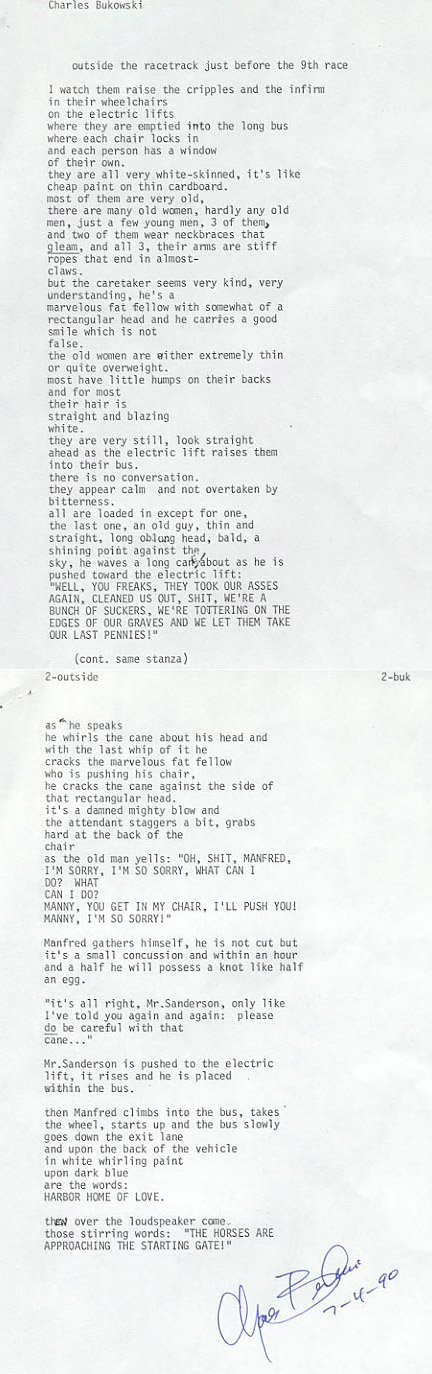 Charles Bukowski
outside the racetrack just before the 9th race
I watch them raise the cripples and the infirm
in their wheelchairs
on the electric lifts
where they are emptied into the long bus
where each chair locks in
and each person has a window
of their own.
they are all very white-skinned, it's like
cheap paint on thin cardboard.
most of them are very old,
there are many old women, hardly any old
men, just a few young men, 3 of them,
and two of them wear neckbraces that
gleam, and all 3, their arms are stiff
ropes that end in almost-
claws.
but the caretaker seems very kind, very
understanding, he's a
marvelous fat fellow with somewhat of a
rectangular head and he carries a good
smile which is not
false.
the old women are either extremely thin
or quite overweight.
most have little humps on their backs
and for most
their hair is
straight and blazing
white.
they are very still, look straight
ahead as the electric lift raises them
into their bus.
there is no conversation.
they appear calm and not overtaken by
bitterness.
all are loaded in except for one,
the last one, an old guy, thin and
straight, long oblong head, bald, a
shining point against the
sky, he waves a long cane about as he is
pushed toward the electric lift:
"WELL, YOU FREAKS, THEY TOOK OUR ASSES
AGAIN, CLEANED US OUT, SHIT, WE'RE A
BUNCH OF SUCKERS, WE'RE TOTTERING ON THE
EDGES OF OUR GRAVES AND WE LET THEM TAKE
OUR LAST PENNIES!"
(cont. same stanza)
2-outside 2-buk
as he speaks
he whirls the cane about his head and
with the last whip of it he
cracks the marvelous fat fellow
who is pushing his chair,
he cracks the cane against the side of
that rectangular head.
it's a damned mighty blow and
the attendant staggers a bit, grabs
hard at the back of the
chair
as the old man yells: "OH, SHIT, MANFRED,
I'M SORRY, I'M SO SORRY, WHAT CAN I
DO? WHAT
CAN I DO?
MANNY, YOU GET IN MY CHAIR, I'LL PUSH YOU!
MANNY, I'M SO SORRY!"
Manfred gathers himself, he is not cut but
it's a small concussion and within an hour
and a half he will possess a knot like half
an egg.
"it's all right, Mr.Sanderson, only like
I've told you again and again: please
do be careful with that
cane..."
Mr.Sanderson is pushed to the electric
lift, it rises and he is placed
within the bus.
then Manfred climbs into the bus, takes
the wheel, starts up and the bus slowly
goes down the exit lane
and upon the back of the vehicle
in white whirling paint
upon dark blue
are the words:
HARBOR HOME OF LOVE.
thEN over the loudspeaker come
those stirring words: "THE HORSES ARE
APPROACHING THE STARTING GATE!"
7-4-90